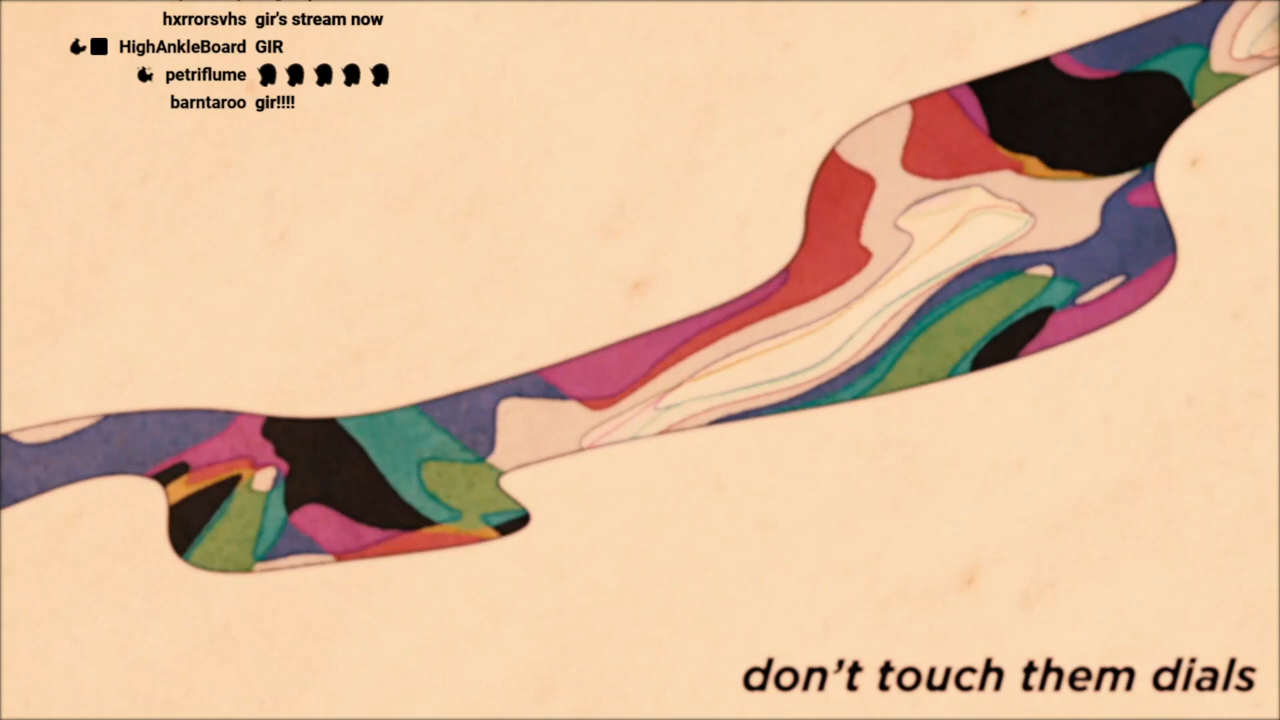 hxrrorsvhs gir's stream now
HighAnkleBoard GIR
petriflume
barntaroo gir!!!!
don't touch them dials